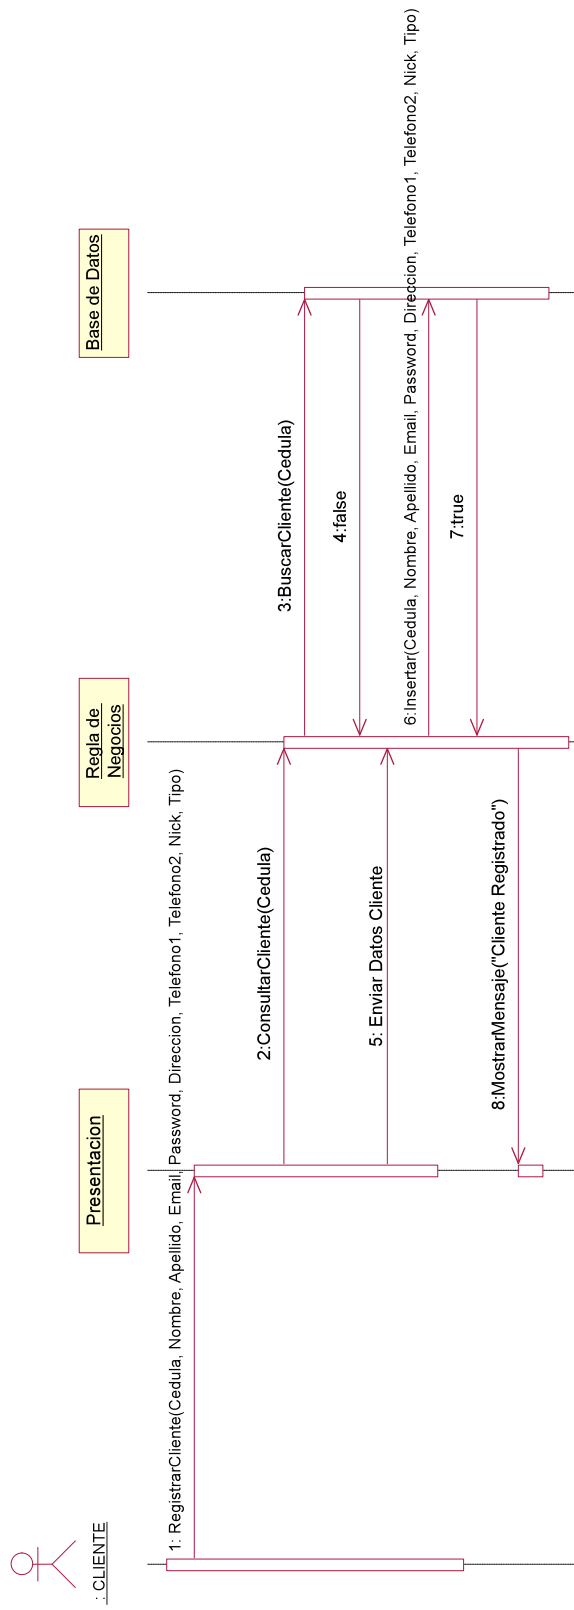 : CLIENTE
Presentacion
Regla de
Negocios
Base de Datos
1: RegistrarCliente(Cedula, Nombre, Apellido, Email, Password, Direccion, Telefono1, Telefono2, Nick, Tipo)
2:ConsultarCliente(Cedula)
3:BuscarCliente(Cedula)
4:false
5: Enviar Datos Cliente
6:Insertar(Cedula, Nombre, Apellido, Email, Password, Direccion, Telefono1, Telefono2, Nick, Tipo)
7:true
8:MostrarMensaje("Cliente Registrado")